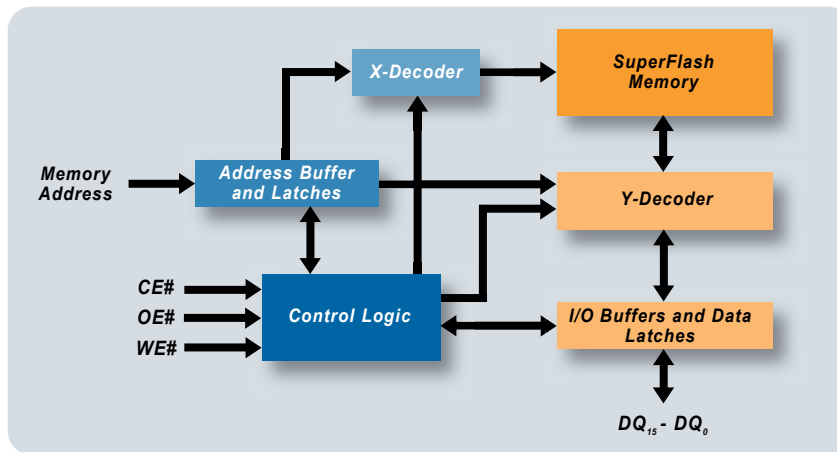 X-Decoder
SuperFlash
Memory
Memory
Address
Address Buffer
and Latches
Y-Decoder
CE#
OE#
WE#
Control Logic
I/O Buffers and Data
Latches
DQ15 - DQ0